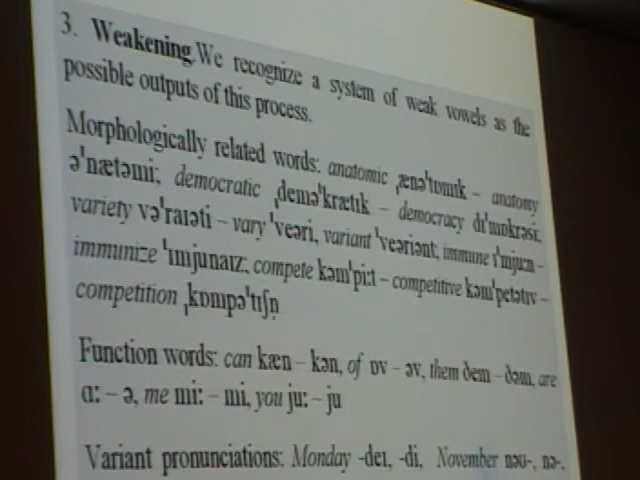 3. Weakening. We recognize a system of weak vowels as the
possible outputs of this process.
Morphologically related words: anatomic ˌænəˈtɒmɪk – anatomy
əˈnætəmi; democratic ˌdeməˈkrætɪk – democracy dɪˈmɒkrəsi;
variety vəˈraɪəti – vary ˈveəri, variant ˈveəriənt; immune ɪˈmjuːn –
immunize ˈɪmjunaɪz; compete kəmˈpiːt – competitive kəmˈpetətɪv –
competition ˌkɒmpəˈtɪʃn̩
Function words: can kæn – kən, of ɒv – əv, them ðem – ðəm, are
ɑː – ə, me miː – mi, you juː – ju
Variant pronunciations: Monday -deɪ, -di, November nəʊ-, nə-,